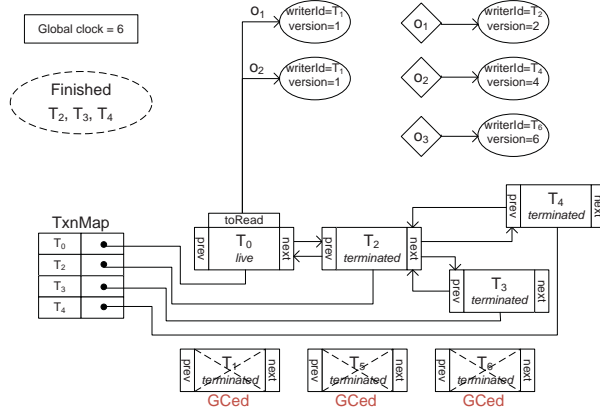 Global clock = 6
Finished
T2, T3, T4
o1
writerId=T1
version=1
o2
writerId=T1
version=1
o1
writerId=T2
version=2
o2
writerId=T4
version=4
o3
writerId=T6
version=6
TxnMap
T0
T2
T3
T4
toRead
prev
T0
live
next
prev
T2
terminated
next
prev
T4
terminated
next
prev
T3
terminated
next
prev
T1
terminated
next
GCed
prev
T5
terminated
next
GCed
prev
T6
terminated
next
GCed